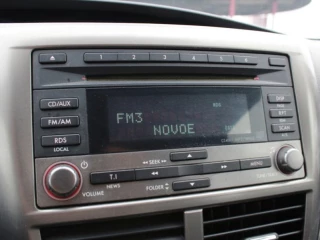 1 2 3 4 5 6
CD/AUX
FM/AM
RDS
LOCAL
RDS
FM3
NOVOE
SCAN
SEEK
T.I
NEWS
MENU
VOLUME
FOLDER